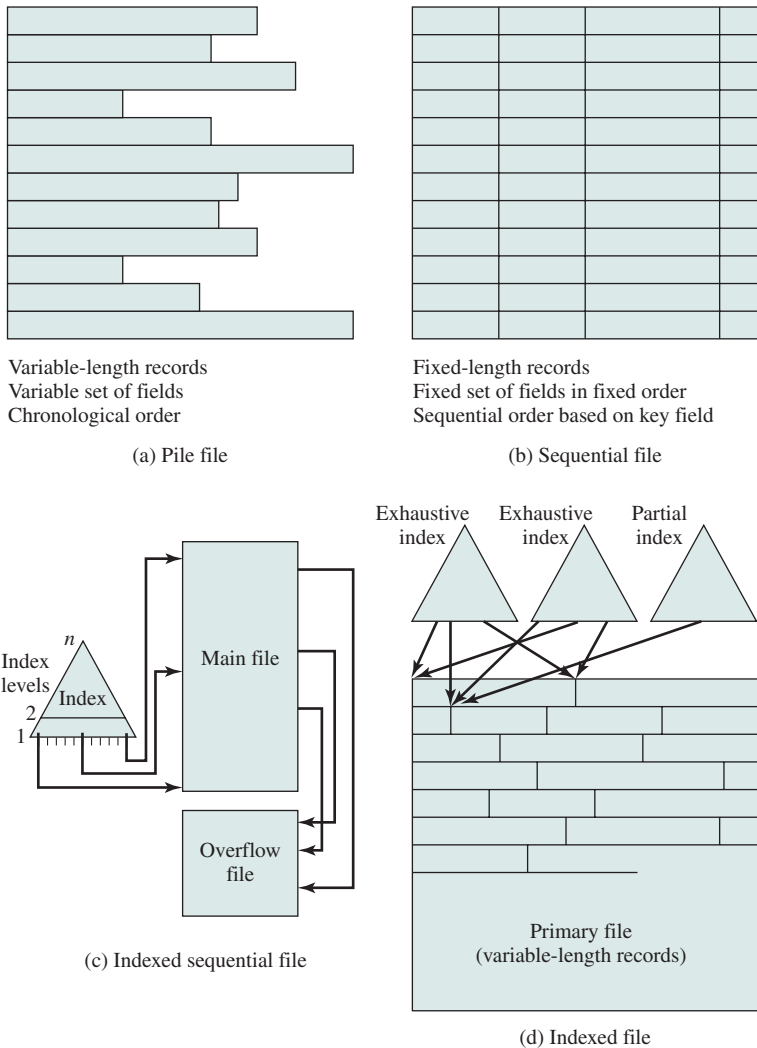 Variable-length records
Variable set of fields
Chronological order
(a) Pile file
Fixed-length records
Fixed set of fields in fixed order
Sequential order based on key field
(b) Sequential file
n
Index
levels
Index
2
1
Main file
Overflow
file
(c) Indexed sequential file
Exhaustive
index
Exhaustive
index
Partial
index
Primary file
(variable-length records)
(d) Indexed file